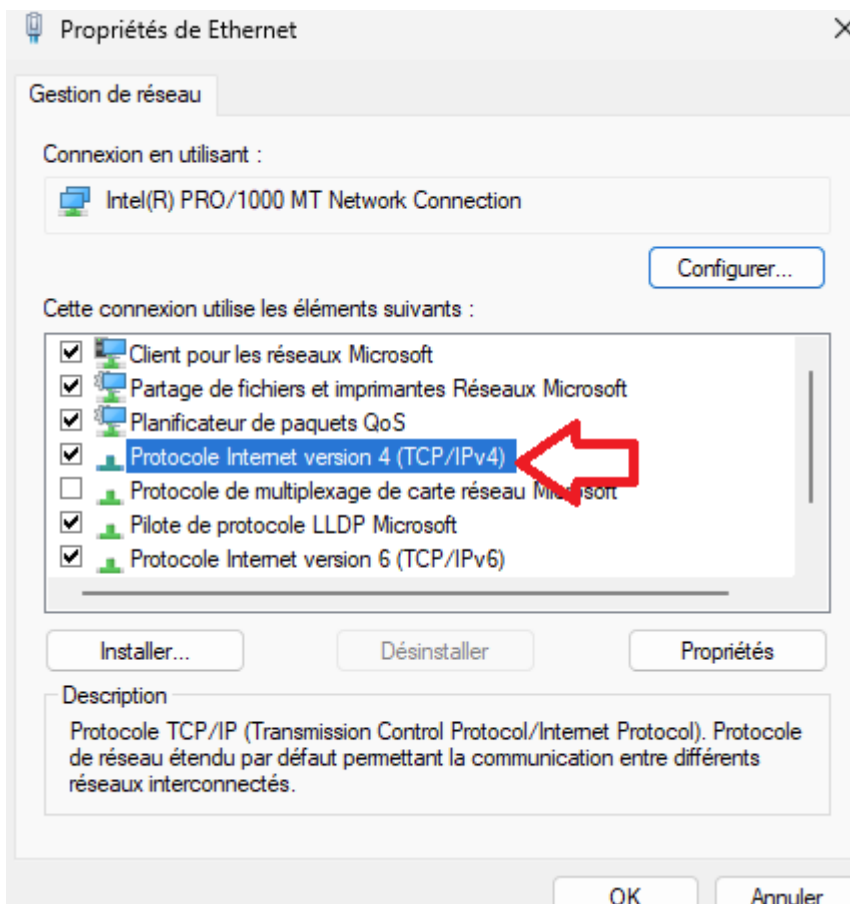 Propriétés de Ethernet
Gestion de réseau
Connexion en utilisant :
Intel(R) PRO/1000 MT Network Connection
Configurer...
Cette connexion utilise les éléments suivants :
Client pour les réseaux Microsoft
Partage de fichiers et imprimantes Réseaux Microsoft
Planificateur de paquets QoS
Protocole Internet version 4 (TCP/IPv4)
Protocole de multiplexage de carte réseau Microsoft
Pilote de protocole LLDP Microsoft
Protocole Internet version 6 (TCP/IPv6)
Installer...
Désinstaller
Propriétés
Description
Protocole TCP/IP (Transmission Control Protocol/Internet Protocol). Protocole
de réseau étendu par défaut permettant la communication entre différents
réseaux interconnectés.
OK
Annuler